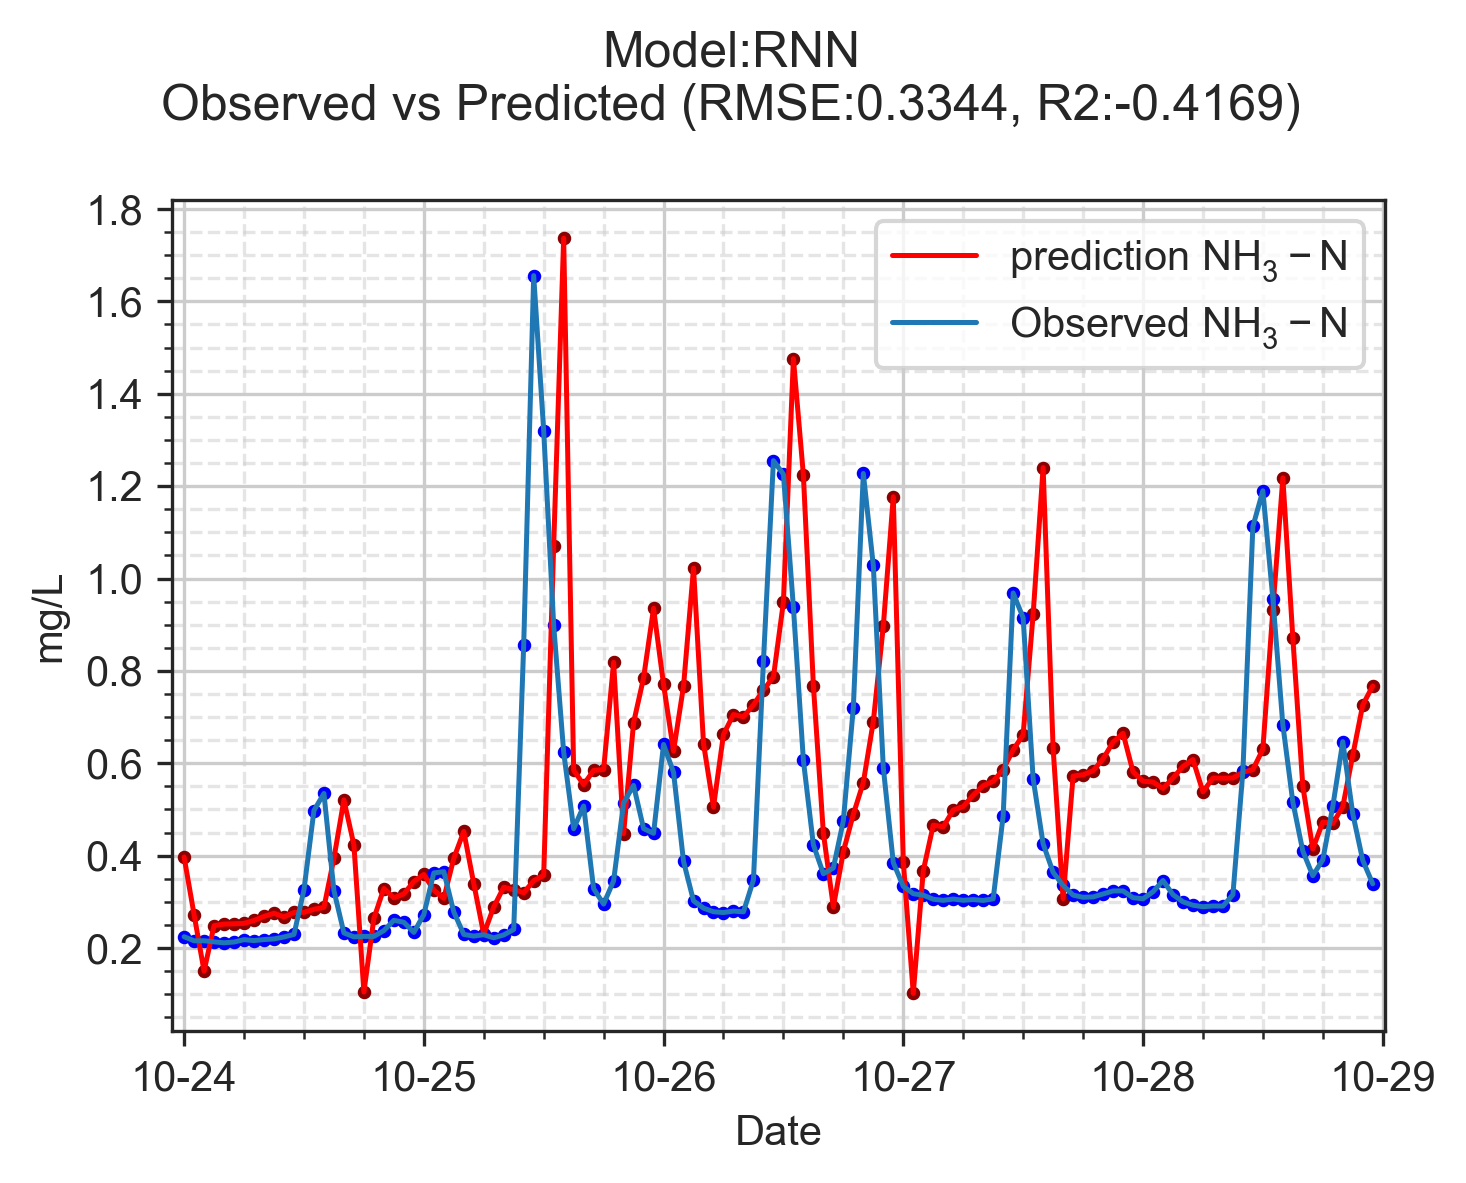 Model:RNN
Observed vs Predicted (RMSE:0.3344, R2:-0.4169)
1.8
1.6
1.4
1.2
1.0
0.8
0.6
0.4
0.2
mg/L
prediction NH₃ − N
Observed NH₃ − N
10-24 10-25 10-26 10-27 10-28 10-29
Date